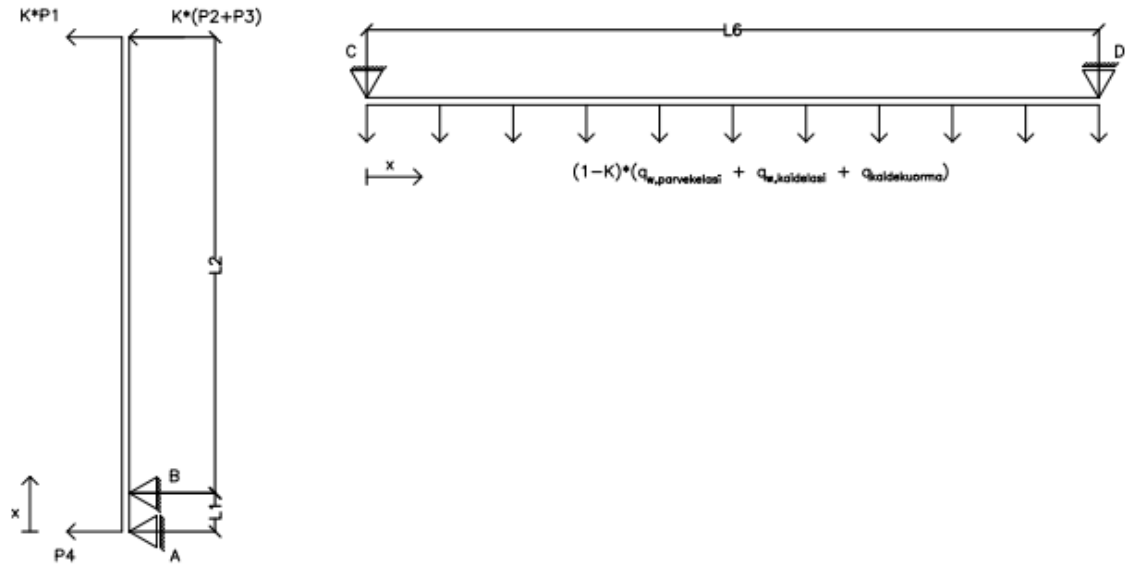 K*P1
K*(P2+P3)
L2
B
L1
x
P4
A
L6
C
D
x
(1-K)*(qw,parvekelasi + qw,kaidelasi + qkaidekuorma)